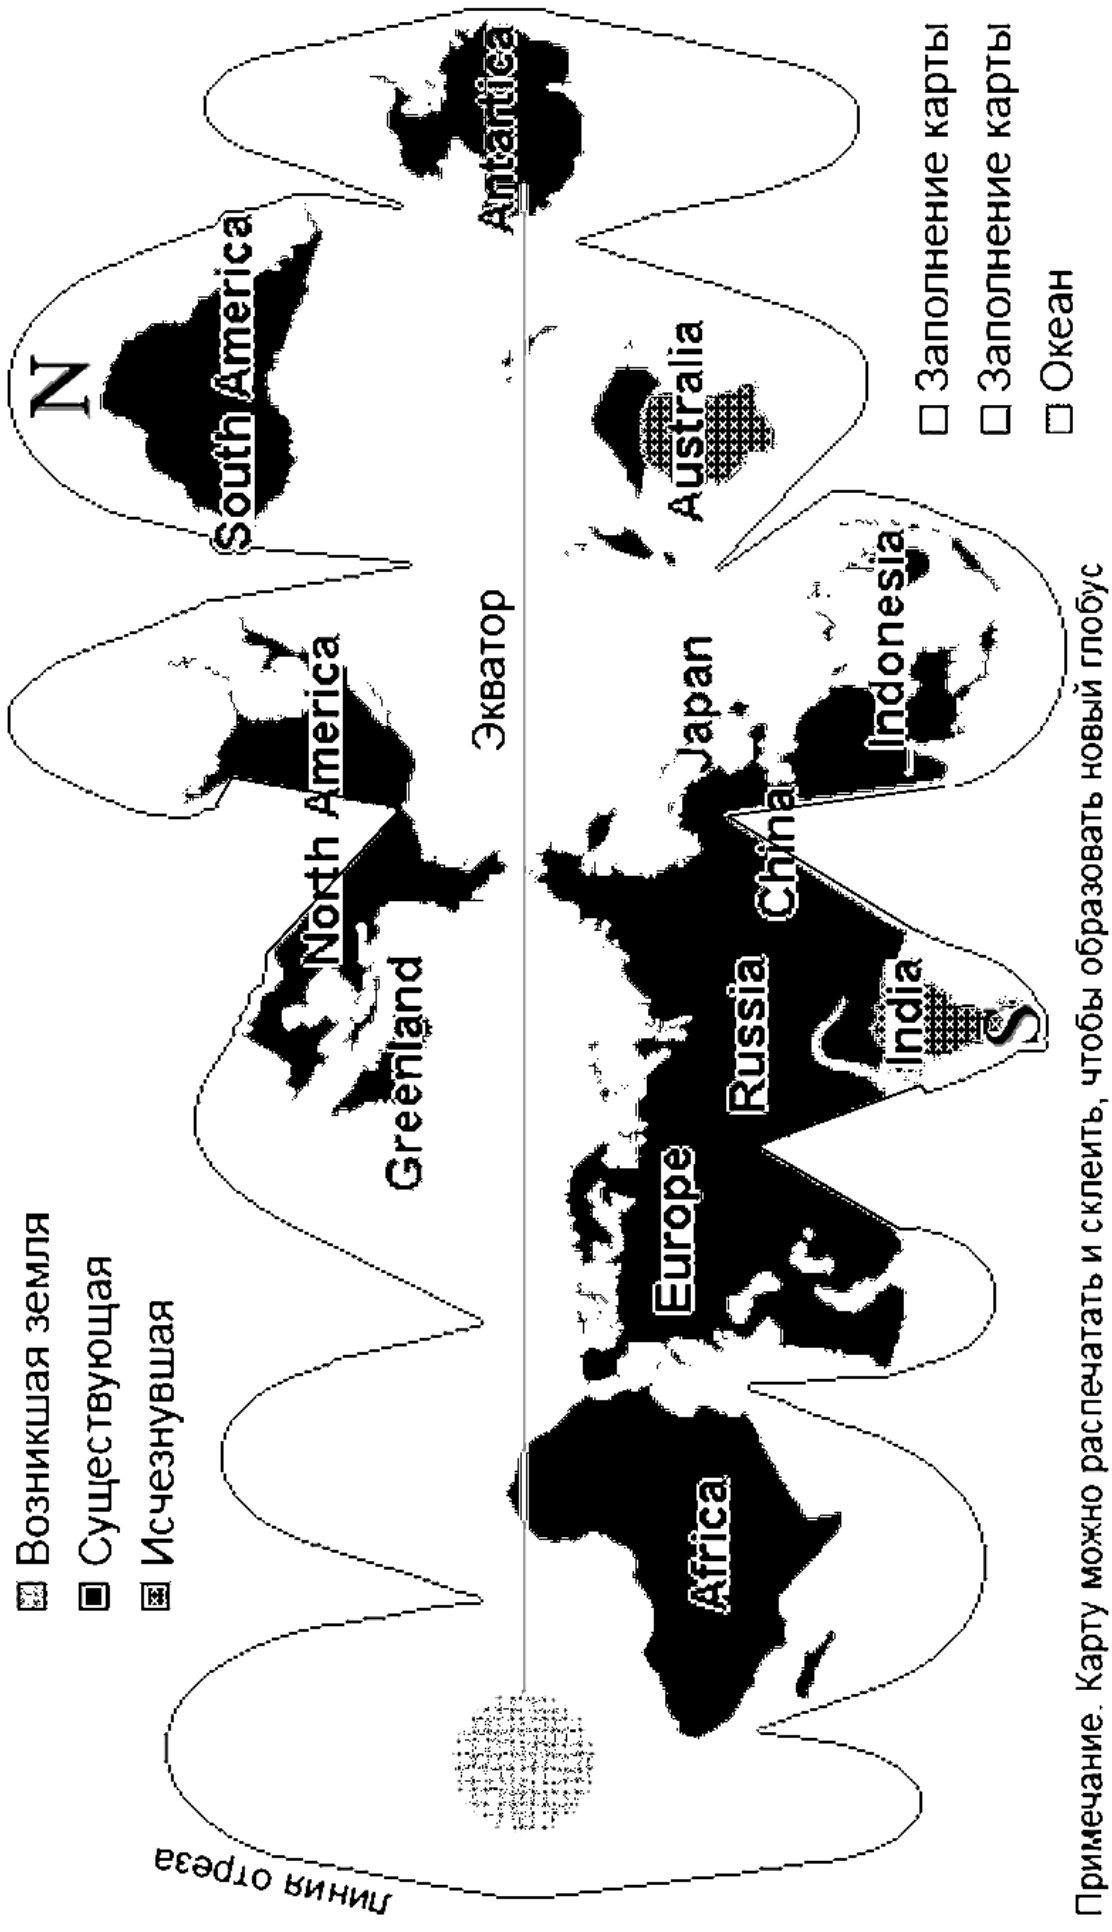 Возникшая земля
Существующая
Исчезнувшая
линия отреза
N
South America
North America
Greenland
Antartica
Экватор
Australia
Japan
Indonesia
China
Russia
India
Europe
Africa
S
Заполнение карты
Заполнение карты
Океан
Примечание. Карту можно распечатать и склеить, чтобы образовать новый глобус